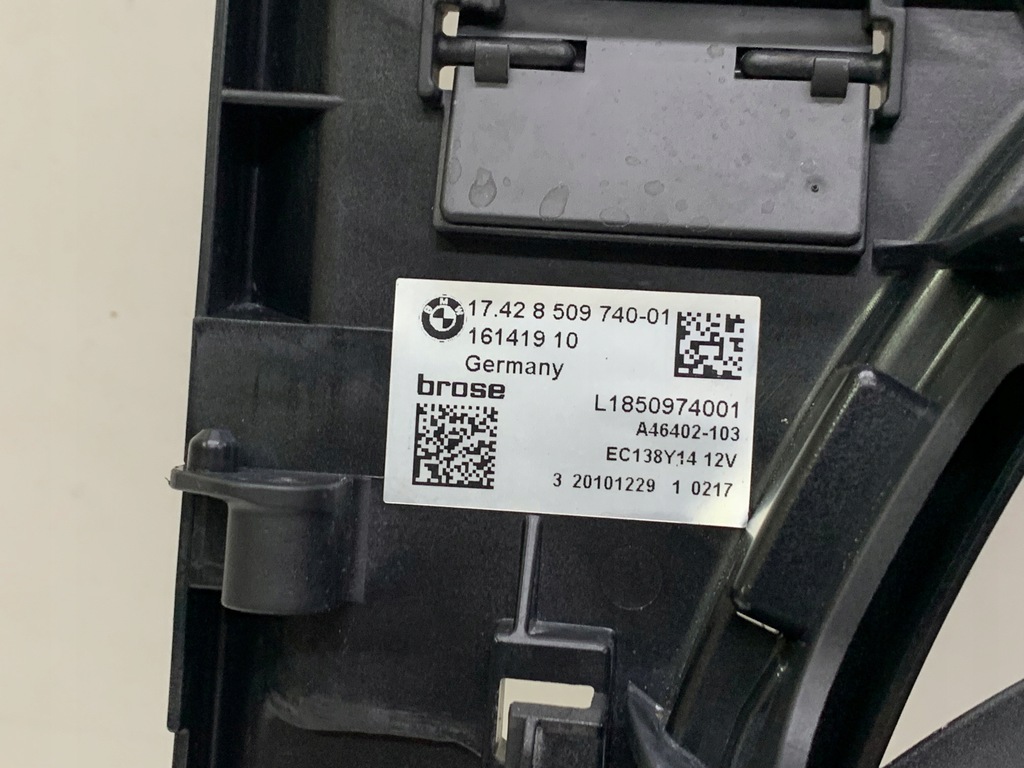 BMW 17.42 8 509 740-01
161419 10
Germany
brose
L1850974001
A46402-103
EC138Y14 12V
3 20101229 1 0217